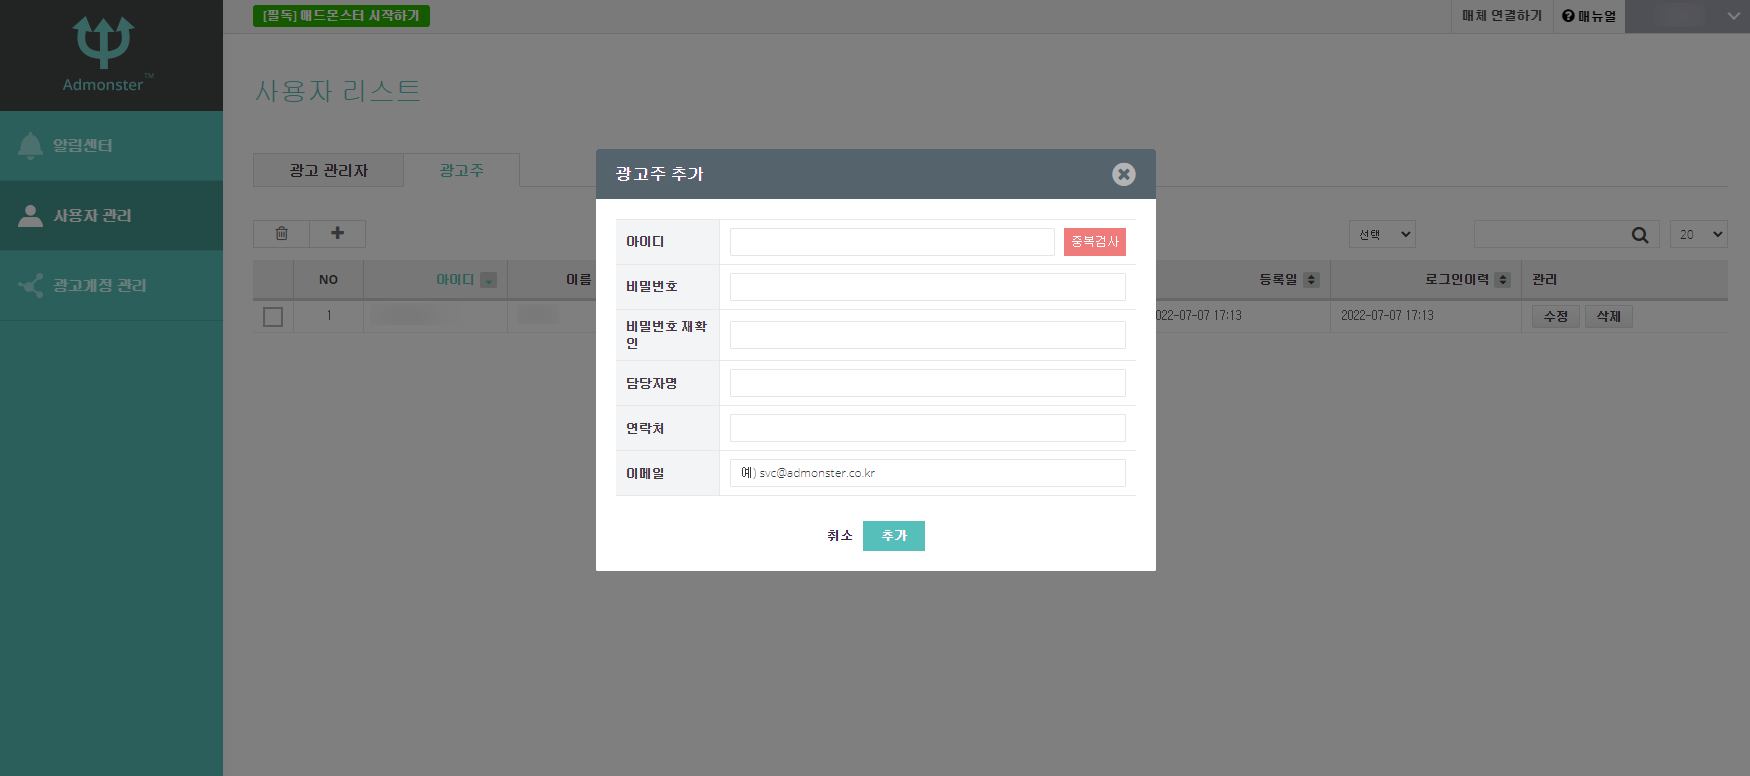 Admonster™
알림센터
사용자 관리
광고계정 관리
[필독] 애드몬스터 시작하기
매체 연결하기
매뉴얼
사용자 리스트
광고 관리자
광고주
선택
20
NO
아이디
이름
등록일
로그인이력
관리
1
022-07-07 17:13
2022-07-07 17:13
수정
삭제
광고주 추가
아이디
중복검사
비밀번호
비밀번호 재확
인
담당자명
연락처
이메일
예) svc@admonster.co.kr
취소
추가